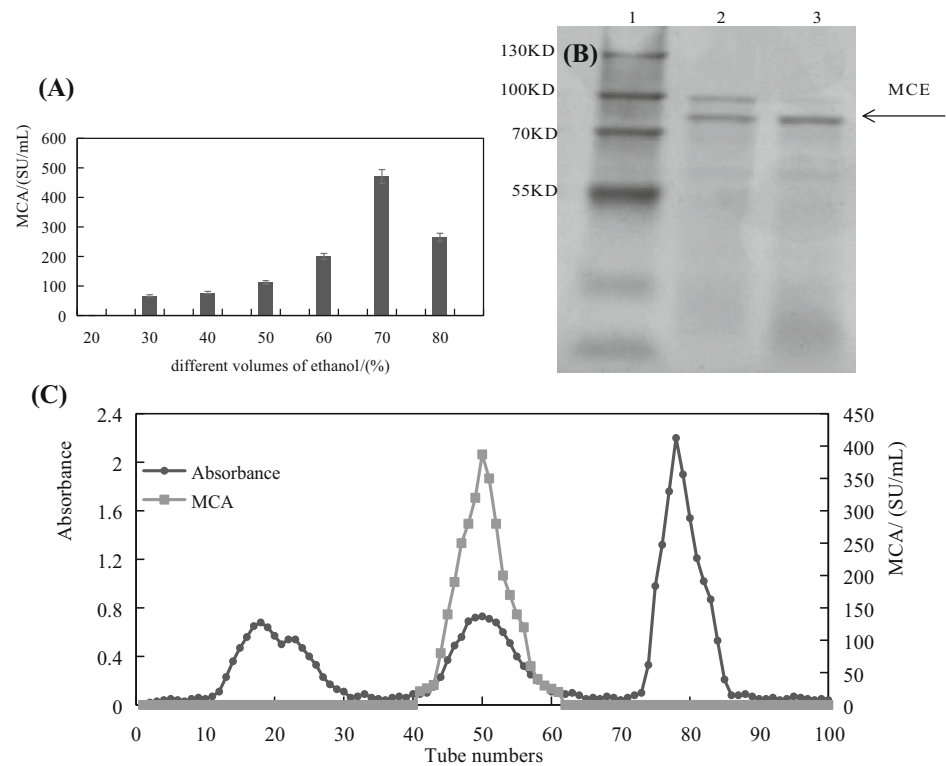 (A)
MCA/(SU/mL)
600
500
400
300
200
100
0
20 30 40 50 60 70 80
different volumes of ethanol/(%)
1 2 3
(B)
130KD
100KD
70KD
55KD
MCE
(C)
Absorbance
2.4
2
1.6
1.2
0.8
0.4
0
Absorbance
MCA
450
400
350
300
250
200
150
100
50
0
MCA/ (SU/mL)
0 10 20 30 40 50 60 70 80 90 100
Tube numbers